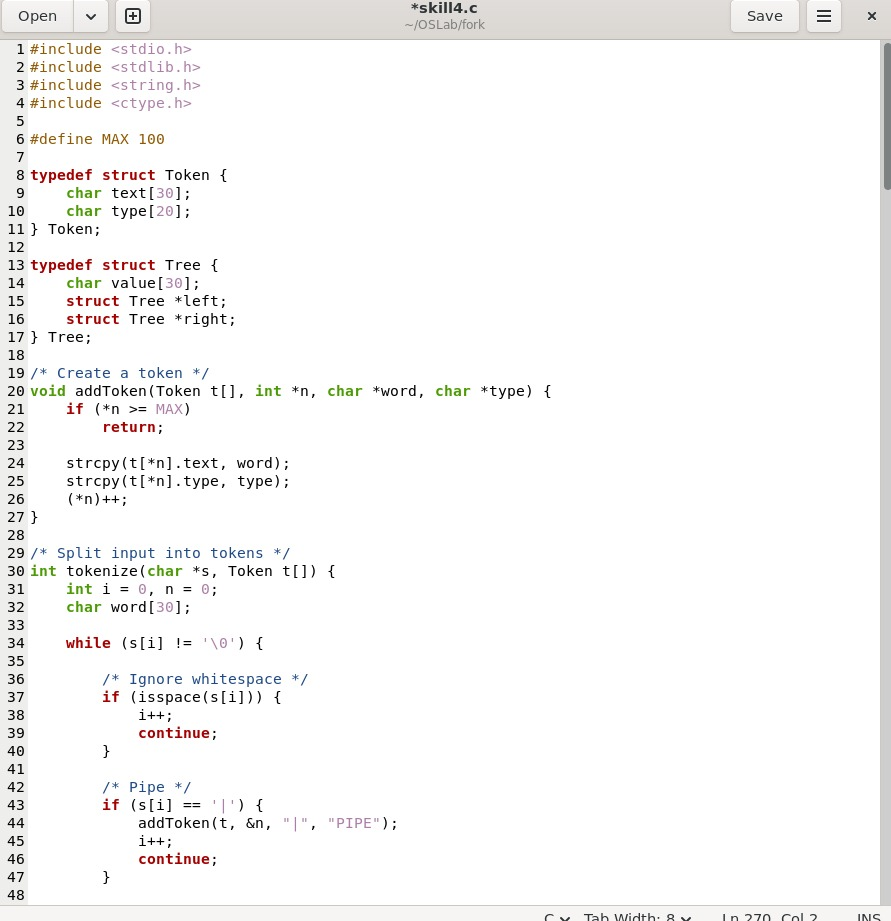 Open
*skill4.c
~/OSLab/fork
Save
1 #include <stdio.h>
2 #include <stdlib.h>
3 #include <string.h>
4 #include <ctype.h>
5
6 #define MAX 100
7
8 typedef struct Token {
9     char text[30];
10     char type[20];
11 } Token;
12
13 typedef struct Tree {
14     char value[30];
15     struct Tree *left;
16     struct Tree *right;
17 } Tree;
18
19 /* Create a token */
20 void addToken(Token t[], int *n, char *word, char *type) {
21     if (*n >= MAX)
22         return;
23
24     strcpy(t[*n].text, word);
25     strcpy(t[*n].type, type);
26     (*n)++;
27 }
28
29 /* Split input into tokens */
30 int tokenize(char *s, Token t[]) {
31     int i = 0, n = 0;
32     char word[30];
33
34     while (s[i] != '\0') {
35
36         /* Ignore whitespace */
37         if (isspace(s[i])) {
38             i++;
39             continue;
40         }
41
42         /* Pipe */
43         if (s[i] == '|') {
44             addToken(t, &n, "|", "PIPE");
45             i++;
46             continue;
47         }
48
C Tab Width: 8 Ln 270, Col 2 INS